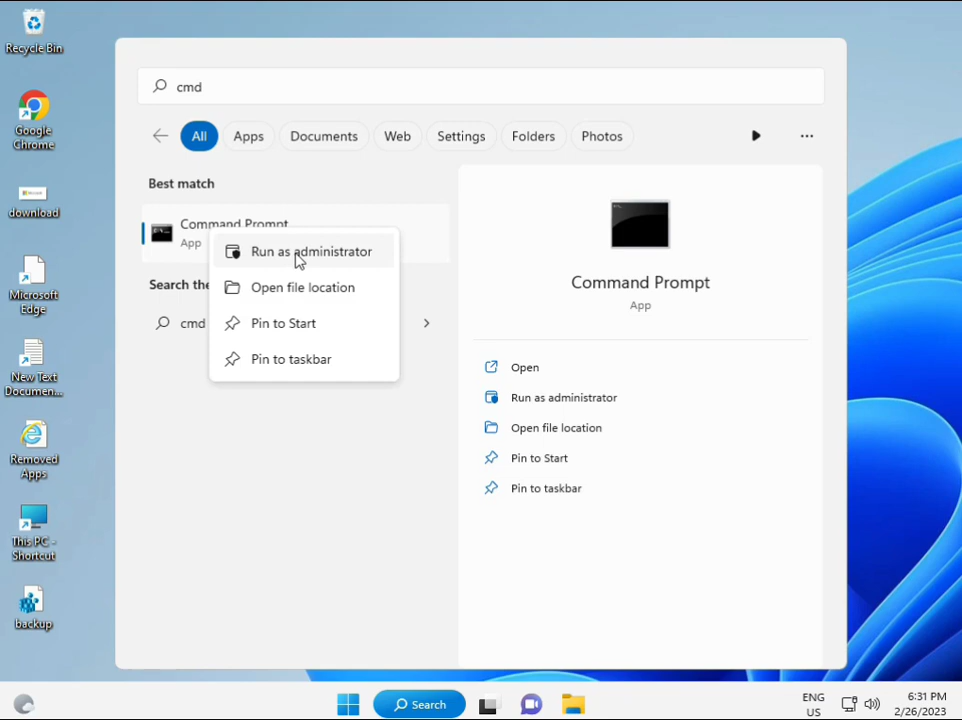 Recycle Bin
Google
Chrome
download
Microsoft
Edge
New Text
Documen...
Removed
Apps
This PC -
Shortcut
backup
cmd
All
Apps
Documents
Web
Settings
Folders
Photos
Best match
Command Prompt
App
Run as administrator
Open file location
Pin to Start
Pin to taskbar
Search the
cmd
Command Prompt
App
Open
Run as administrator
Open file location
Pin to Start
Pin to taskbar
Search
ENG
US
6:31 PM
2/26/2023